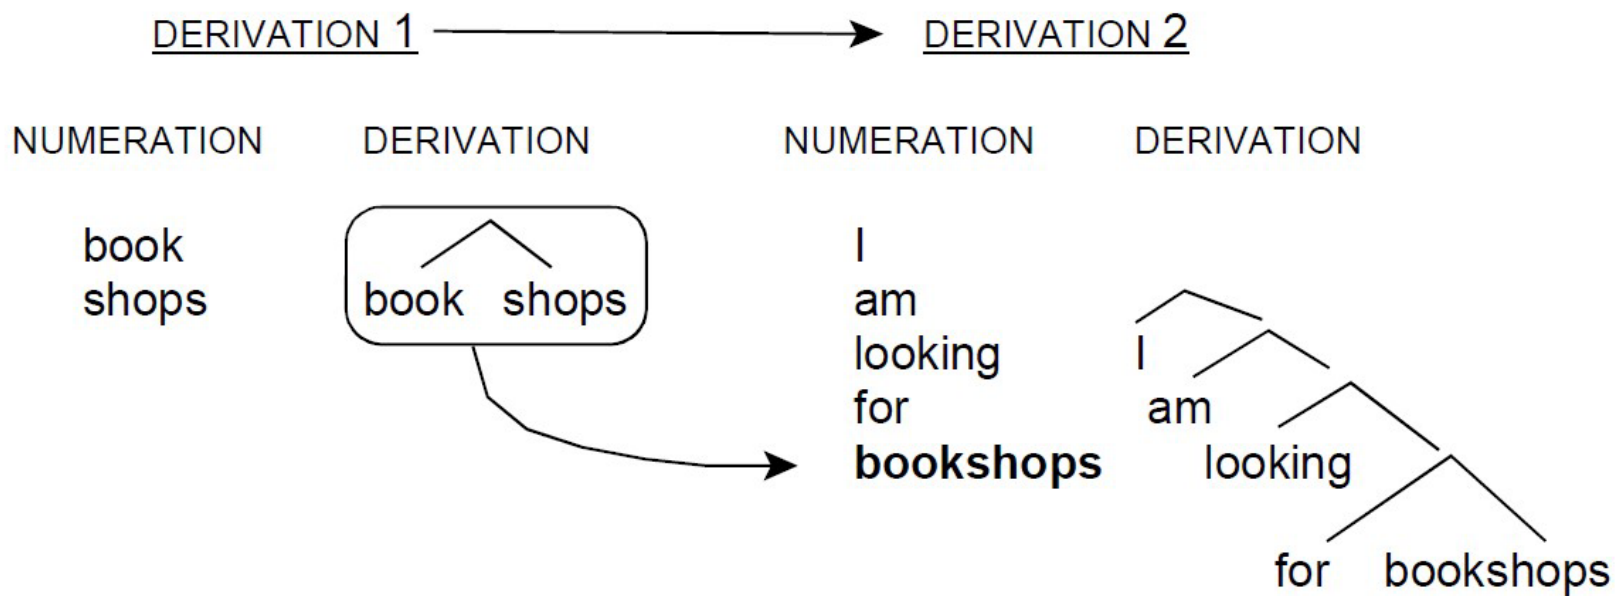 DERIVATION 1 DERIVATION 2
NUMERATION DERIVATION NUMERATION DERIVATION
book I
shops book shops am
looking I
for am
bookshops looking
for bookshops